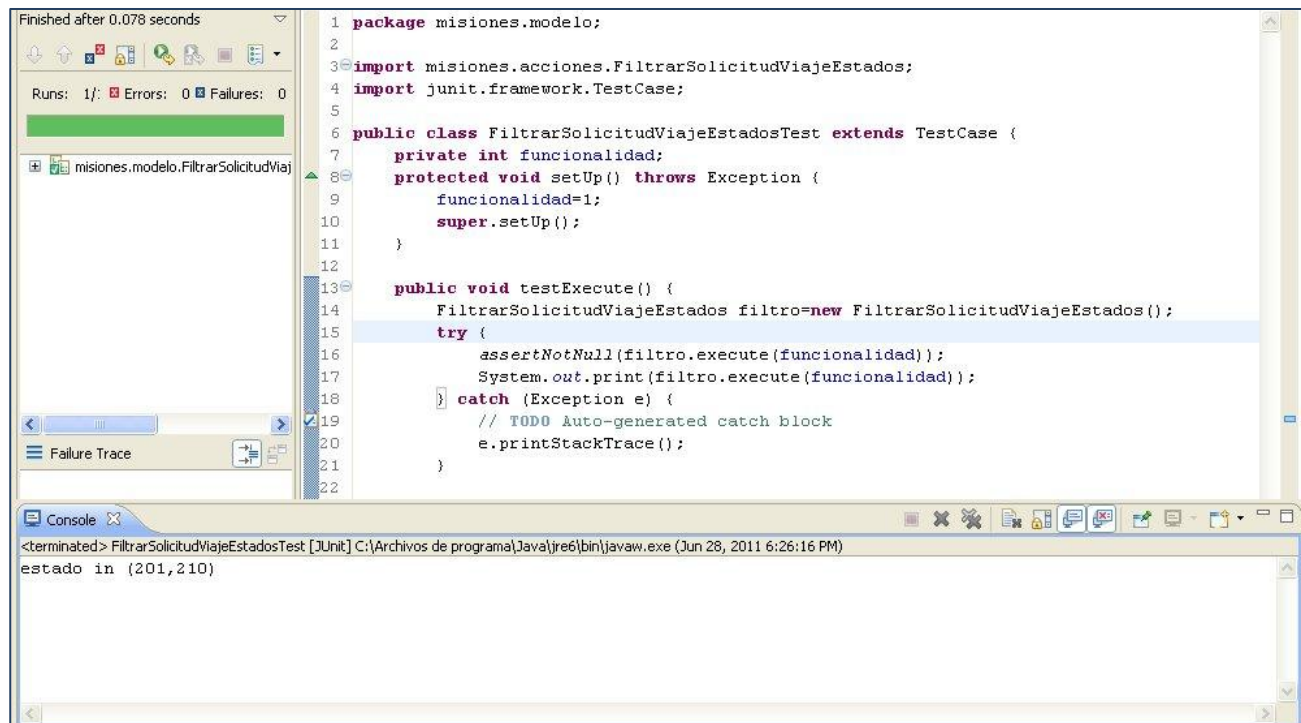 Finished after 0.078 seconds
Runs: 1/: Errors: 0 Failures: 0
misiones.modelo.FiltrarSolicitudViaj
Failure Trace
1 package misiones.modelo;
2
3 import misiones.acciones.FiltrarSolicitudViajeEstados;
4 import junit.framework.TestCase;
5
6 public class FiltrarSolicitudViajeEstadosTest extends TestCase {
7 private int funcionalidad;
8 protected void setUp() throws Exception {
9 funcionalidad=1;
10 super.setUp();
11 }
12
13 public void testExecute() {
14 FiltrarSolicitudViajeEstados filtro=new FiltrarSolicitudViajeEstados();
15 try {
16 assertNotNull(filtro.execute(funcionalidad));
17 System.out.print(filtro.execute(funcionalidad));
18 } catch (Exception e) {
19 // TODO Auto-generated catch block
20 e.printStackTrace();
21 }
22
Console
<terminated> FiltrarSolicitudViajeEstadosTest [JUnit] C:\Archivos de programa\Java\jre6\bin\javaw.exe (Jun 28, 2011 6:26:16 PM)
estado in (201,210)